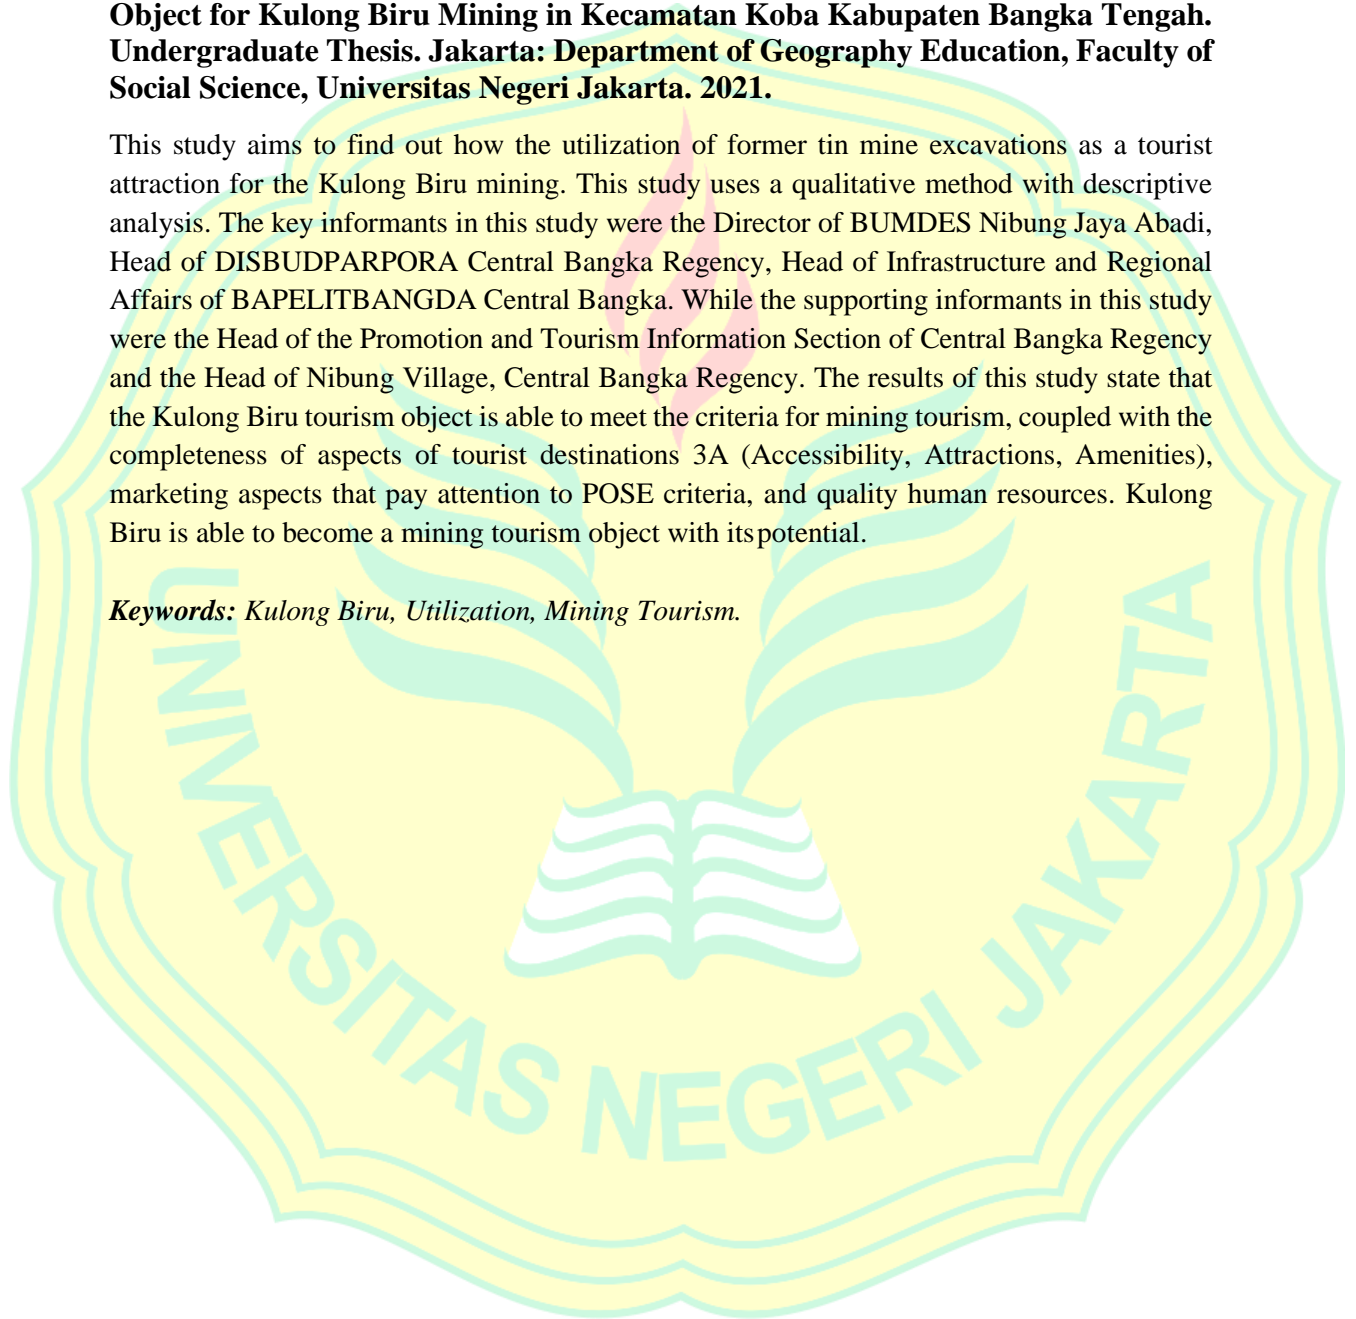 Object for Kulong Biru Mining in Kecamatan Koba Kabupaten Bangka Tengah.
Undergraduate Thesis. Jakarta: Department of Geography Education, Faculty of
Social Science, Universitas Negeri Jakarta. 2021.
This study aims to find out how the utilization of former tin mine excavations as a tourist
attraction for the Kulong Biru mining. This study uses a qualitative method with descriptive
analysis. The key informants in this study were the Director of BUMDES Nibung Jaya Abadi,
Head of DISBUDPARPORA Central Bangka Regency, Head of Infrastructure and Regional
Affairs of BAPELITBANGDA Central Bangka. While the supporting informants in this study
were the Head of the Promotion and Tourism Information Section of Central Bangka Regency
and the Head of Nibung Village, Central Bangka Regency. The results of this study state that
the Kulong Biru tourism object is able to meet the criteria for mining tourism, coupled with the
completeness of aspects of tourist destinations 3A (Accessibility, Attractions, Amenities),
marketing aspects that pay attention to POSE criteria, and quality human resources. Kulong
Biru is able to become a mining tourism object with its potential.
Keywords: Kulong Biru, Utilization, Mining Tourism.
UNIVERSITAS NEGERI JAKARTA